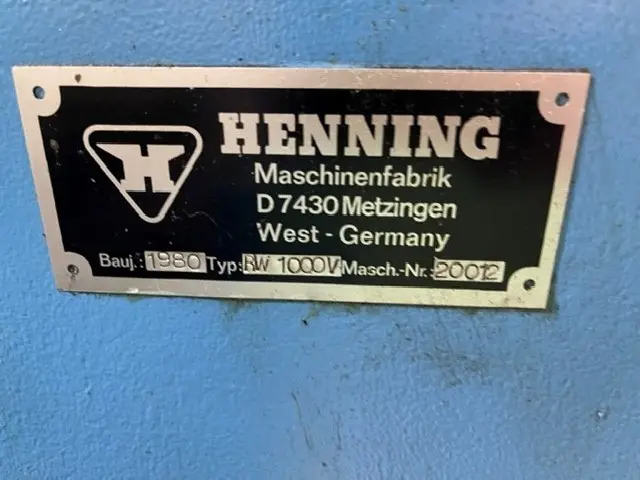 H
HENNING
Maschinenfabrik
D 7430 Metzingen
West - Germany
Bauj.: 1980 Typ: RW 1000V Masch.-Nr.: 20012